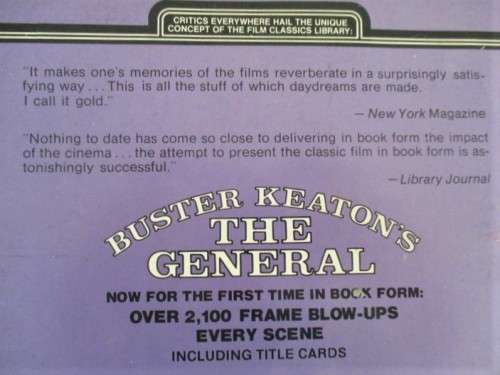 CRITICS EVERYWHERE HAIL THE UNIQUE
CONCEPT OF THE FILM CLASSICS LIBRARY:
"It makes one's memories of the films reverberate in a surprisingly satis-
fying way . . . This is all the stuff of which daydreams are made.
I call it gold."
— New York Magazine
"Nothing to date has come so close to delivering in book form the impact
of the cinema . . . the attempt to present the classic film in book form is as-
tonishingly successful."
— Library Journal
BUSTER KEATON'S
THE
GENERAL
NOW FOR THE FIRST TIME IN BOOK FORM:
OVER 2,100 FRAME BLOW-UPS
EVERY SCENE
INCLUDING TITLE CARDS